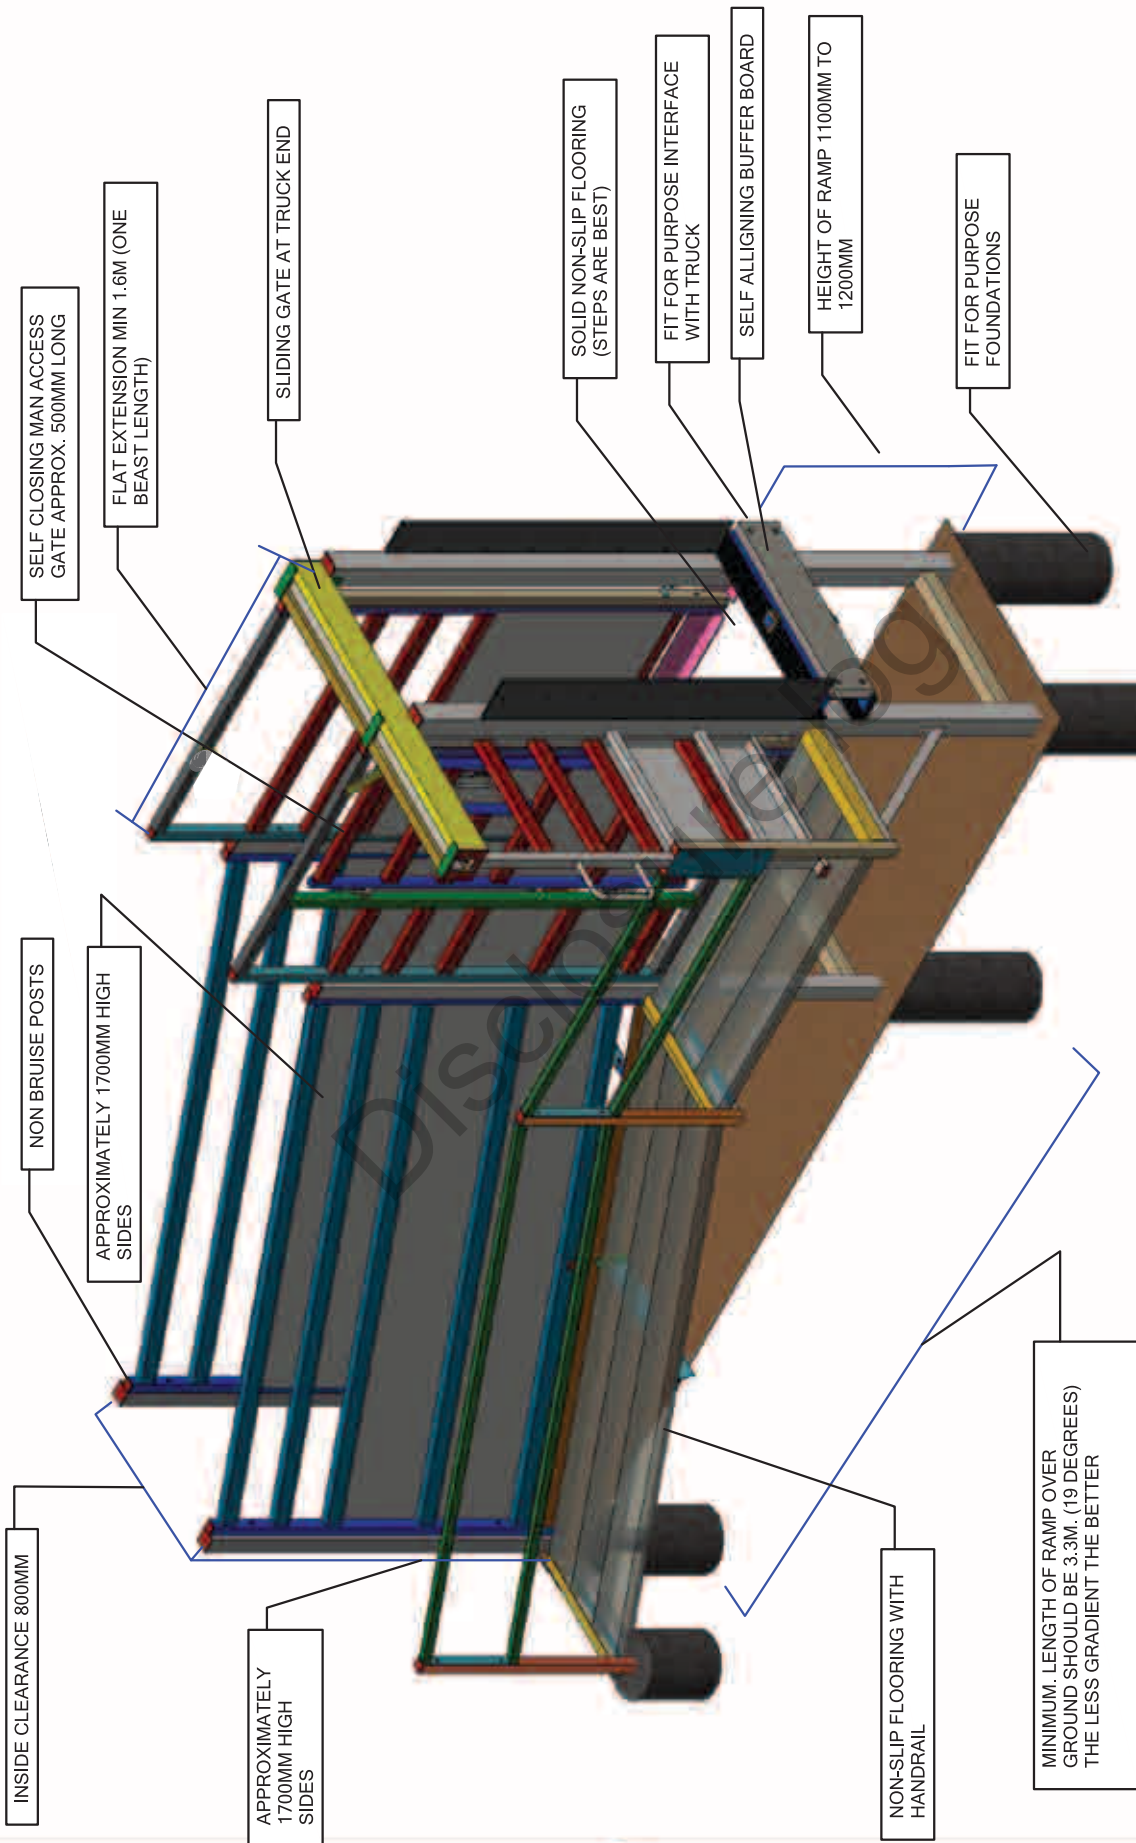 INSIDE CLEARANCE 800MM
NON BRUISE POSTS
SELF CLOSING MAN ACCESS
GATE APPROX. 500MM LONG
APPROXIMATELY 1700MM HIGH
SIDES
FLAT EXTENSION MIN 1.6M (ONE
BEAST LENGTH)
SLIDING GATE AT TRUCK END
APPROXIMATELY
1700MM HIGH
SIDES
SOLID NON-SLIP FLOORING
(STEPS ARE BEST)
FIT FOR PURPOSE INTERFACE
WITH TRUCK
SELF ALLIGNING BUFFER BOARD
HEIGHT OF RAMP 1100MM TO
1200MM
NON-SLIP FLOORING WITH
HANDRAIL
FIT FOR PURPOSE
FOUNDATIONS
MINIMUM. LENGTH OF RAMP OVER
GROUND SHOULD BE 3.3M. (19 DEGREES)
THE LESS GRADIENT THE BETTER
Disclosure log